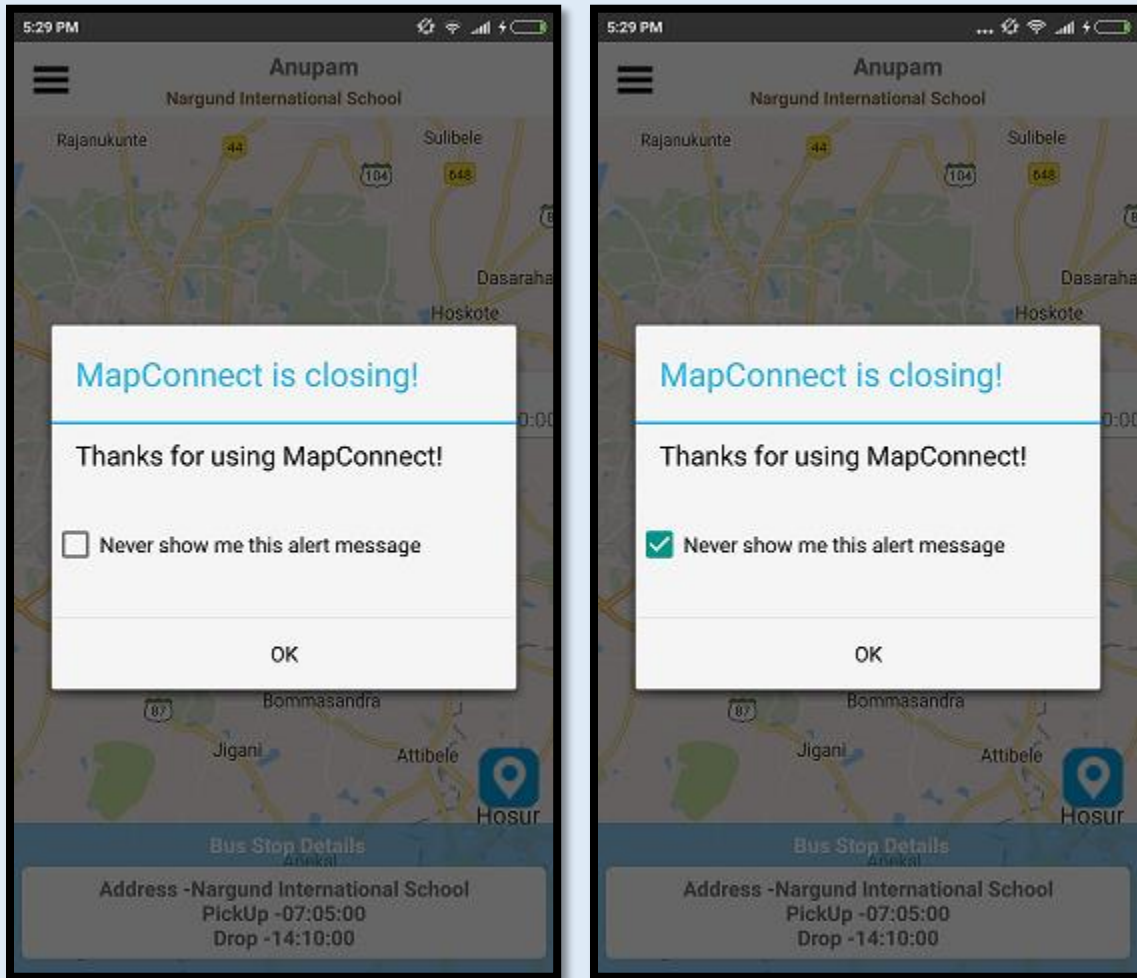 5:29 PM
Anupam
Nargund International School
Rajanukunte
Sulibele
44
104
648
Dasaraha
Hoskote
MapConnect is closing!
0:00
Thanks for using MapConnect!
Never show me this alert message
OK
87
Bommasandra
Jigani
Attibele
Hosur
Bus Stop Details
Anekal
Address -Nargund International School
PickUp -07:05:00
Drop -14:10:00
5:29 PM
...
Anupam
Nargund International School
Rajanukunte
Sulibele
44
104
648
Dasaraha
Hoskote
MapConnect is closing!
0:00
Thanks for using MapConnect!
Never show me this alert message
OK
87
Bommasandra
Jigani
Attibele
Hosur
Bus Stop Details
Anekal
Address -Nargund International School
PickUp -07:05:00
Drop -14:10:00